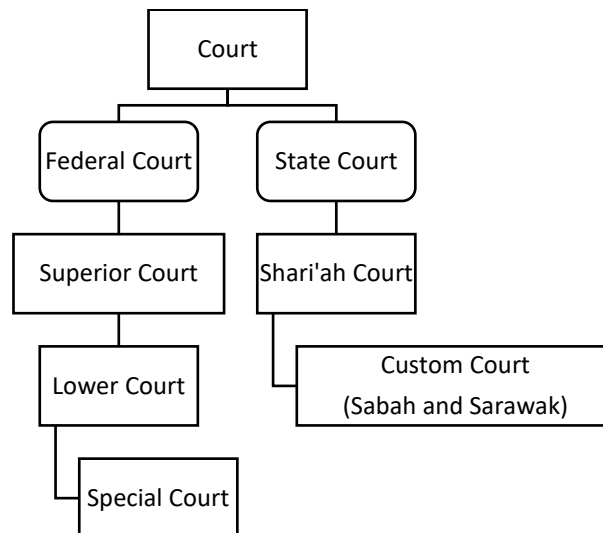 Court
Federal Court
State Court
Superior Court
Shari'ah Court
Lower Court
Custom Court
(Sabah and Sarawak)
Special Court